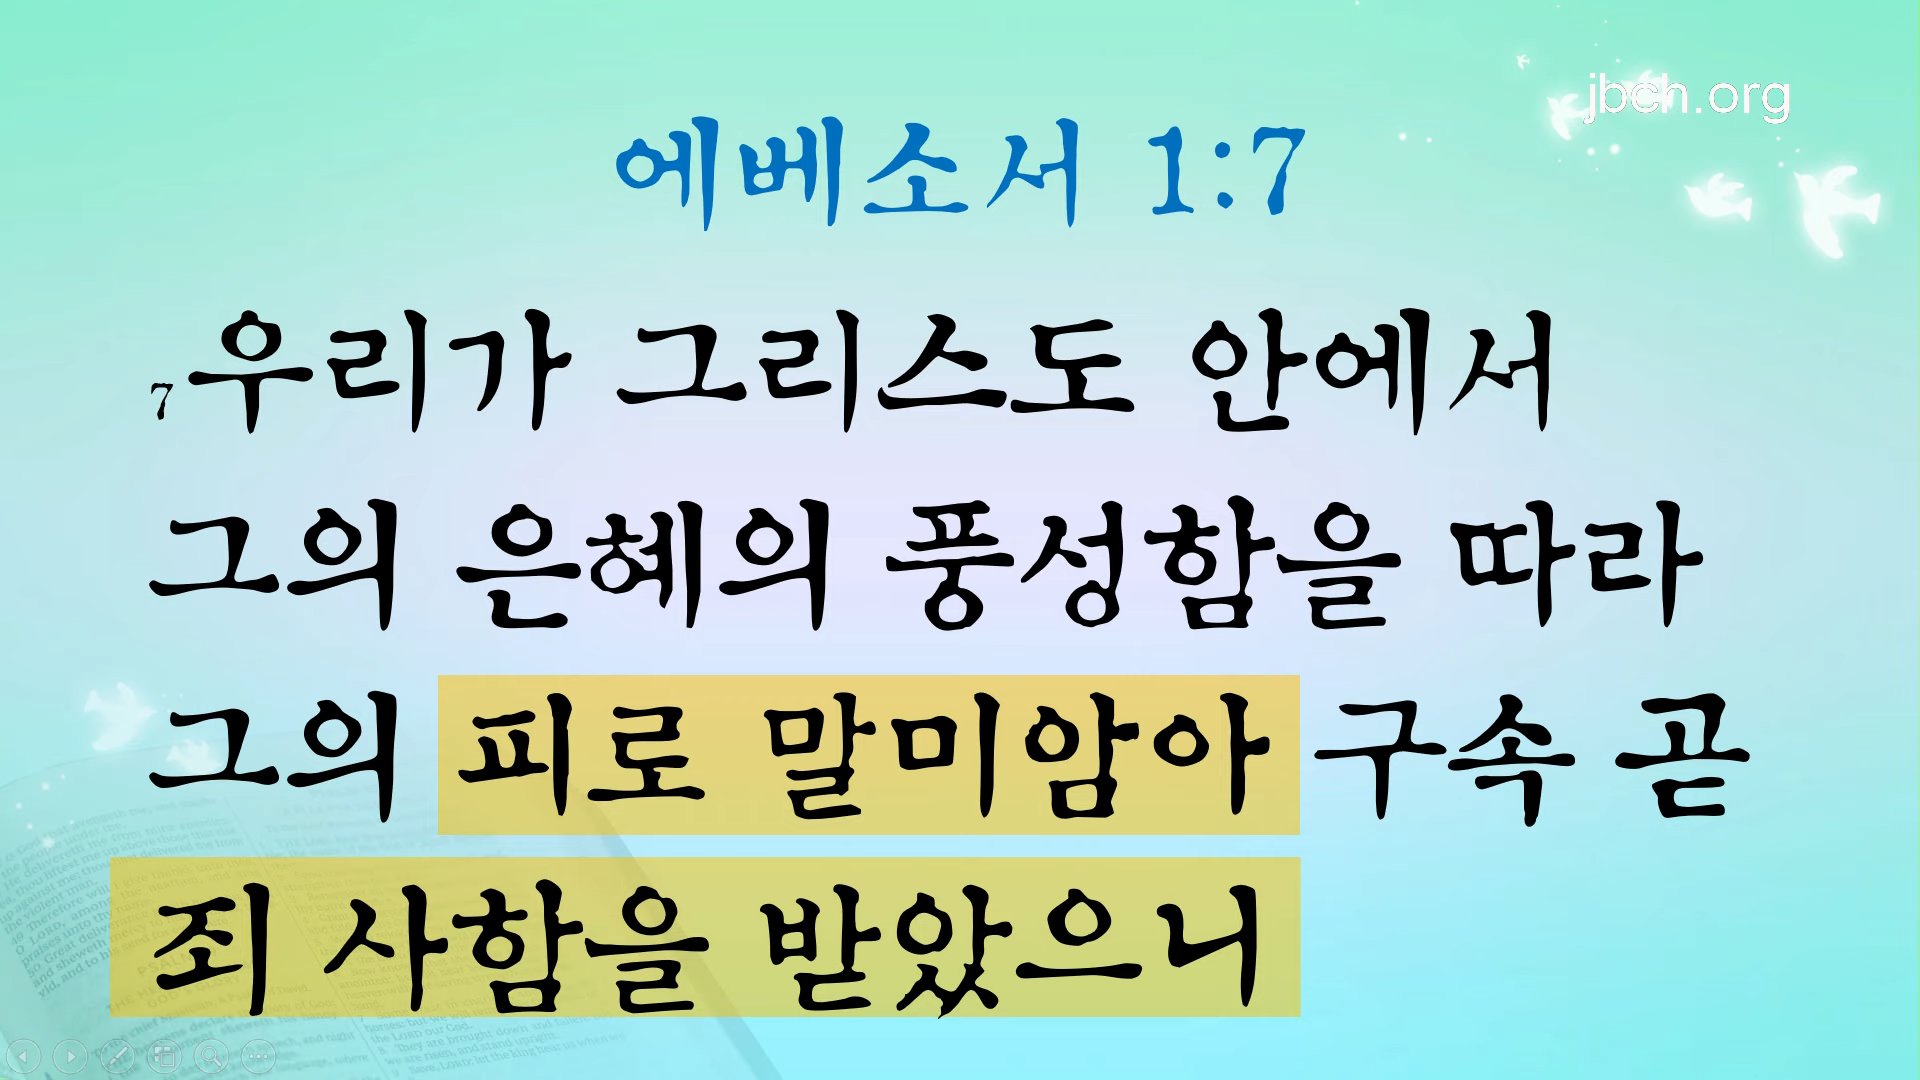 jbch.org
에베소서 1:7
7 우리가 그리스도 안에서
그의 은혜의 풍성함을 따라
그의 피로 말미암아 구속 곧
죄 사함을 받았으니